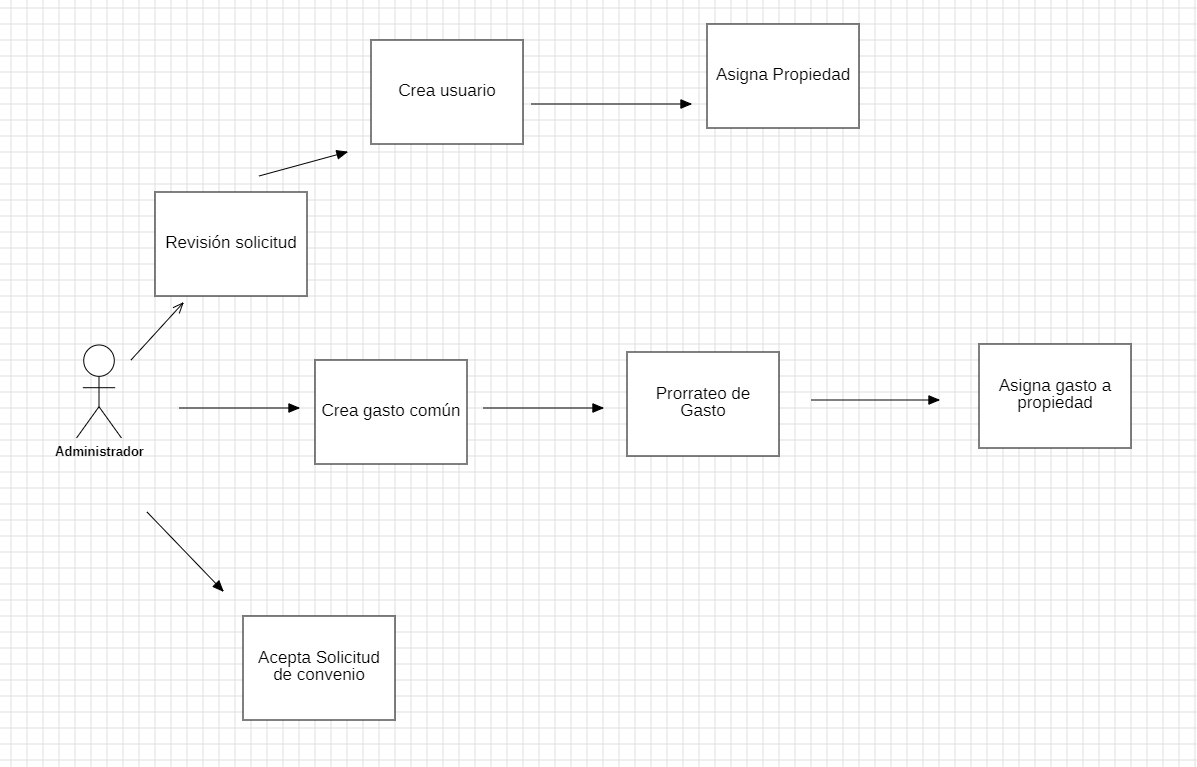 Asigna Propiedad
Crea usuario
Revisión solicitud
Crea gasto común
Prorrateo de
Gasto
Asigna gasto a
propiedad
Administrador
Acepta Solicitud
de convenio